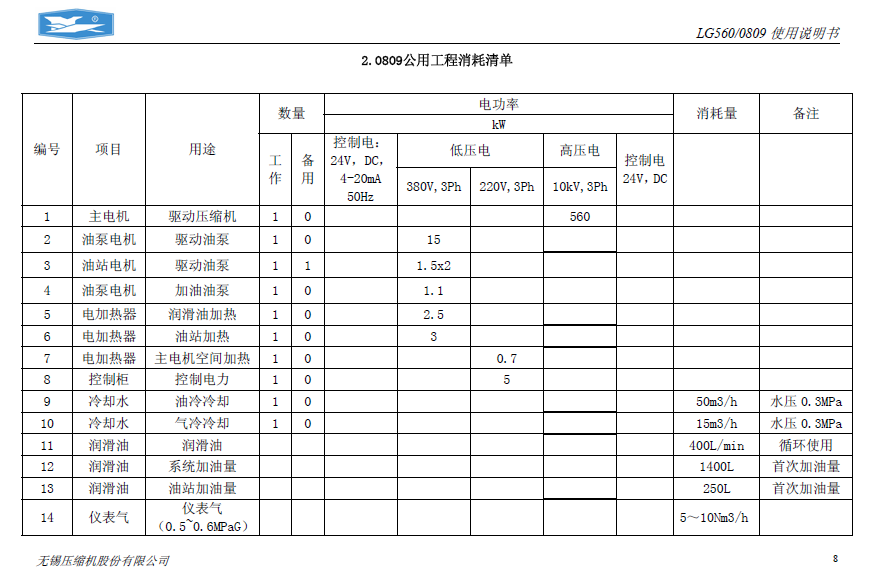 LG560/0809 使用说明书
2.0809公用工程消耗清单
编号 项目 用途 数量 电功率 消耗量 备注
kW
工作 备用 控制电: 24V, DC, 4-20mA 50Hz 低压电 高压电 控制电 24V, DC
380V,3Ph 220V,3Ph 10kV,3Ph
1 主电机 驱动压缩机 1 0 560
2 油泵电机 驱动油泵 1 0 15
3 油站电机 驱动油泵 1 1 1.5x2
4 油泵电机 加油油泵 1 0 1.1
5 电加热器 润滑油加热 1 0 2.5
6 电加热器 油站加热 1 0 3
7 电加热器 主电机空间加热 1 0 0.7
8 控制柜 控制电力 1 0 5
9 冷却水 油冷冷却 1 0 50m3/h 水压 0.3MPa
10 冷却水 气冷冷却 1 0 15m3/h 水压 0.3MPa
11 润滑油 润滑油 400L/min 循环使用
12 润滑油 系统加油量 1400L 首次加油量
13 润滑油 油站加油量 250L 首次加油量
14 仪表气 仪表气 (0.5~0.6MPaG) 5～10Nm3/h
无锡压缩机股份有限公司 8